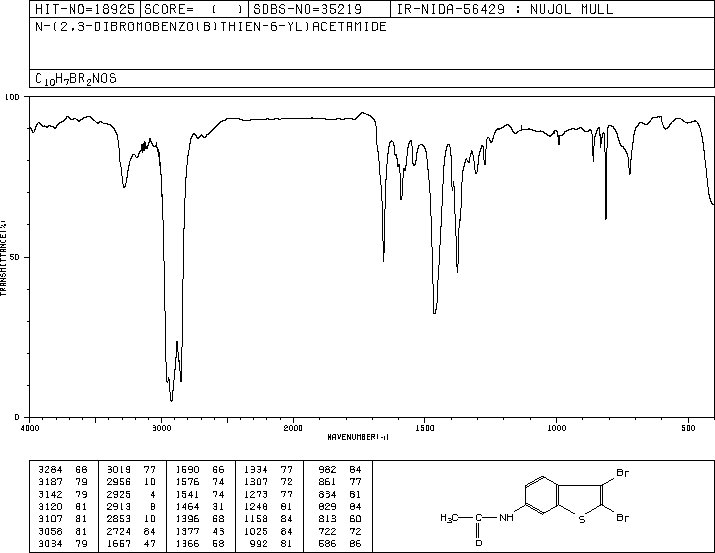 HIT-NO=18925 SCORE= ( ) SDBS-NO=35219 IR-NIDA-56429 : NUJOL MULL
N-(2,3-DIBROMOBENZO(B)THIEN-6-YL)ACETAMIDE
C10H7BR2NOS
100
50
0
TRANSMITTANCE(%)
4000 3000 2000 1500 1000 500
WAVENUMBER(-1)
3284 68 3019 77 1590 66 1334 77 982 84
3187 79 2956 10 1576 74 1307 72 861 77
3142 79 2925 4 1541 74 1273 77 834 81
3120 81 2913 8 1464 31 1248 81 829 84
3107 81 2853 10 1396 68 1158 84 813 60
3056 81 2724 84 1377 43 1025 84 722 72
3034 79 1657 47 1366 58 992 81 686 86
Br
Br
S
NH
H3C
C
O